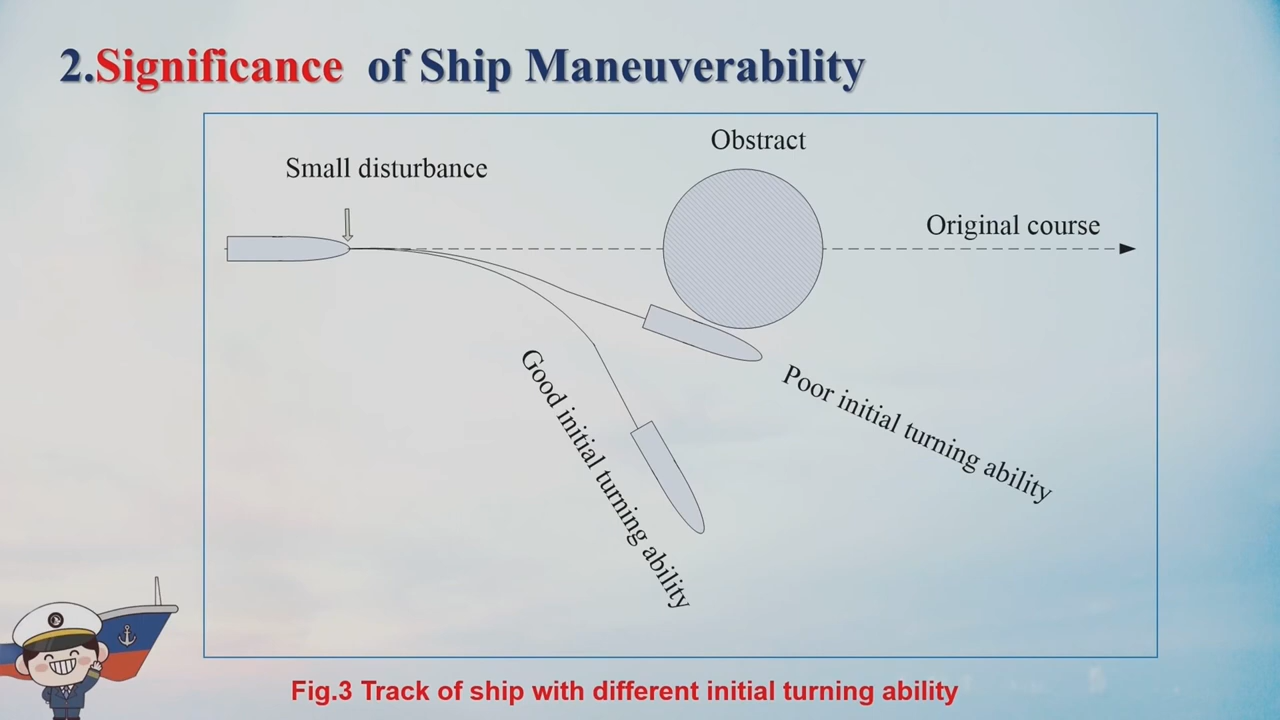 2.Significance of Ship Maneuverability
Obstract
Small disturbance
Original course
Good initial turning ability
Poor initial turning ability
Fig.3 Track of ship with different initial turning ability